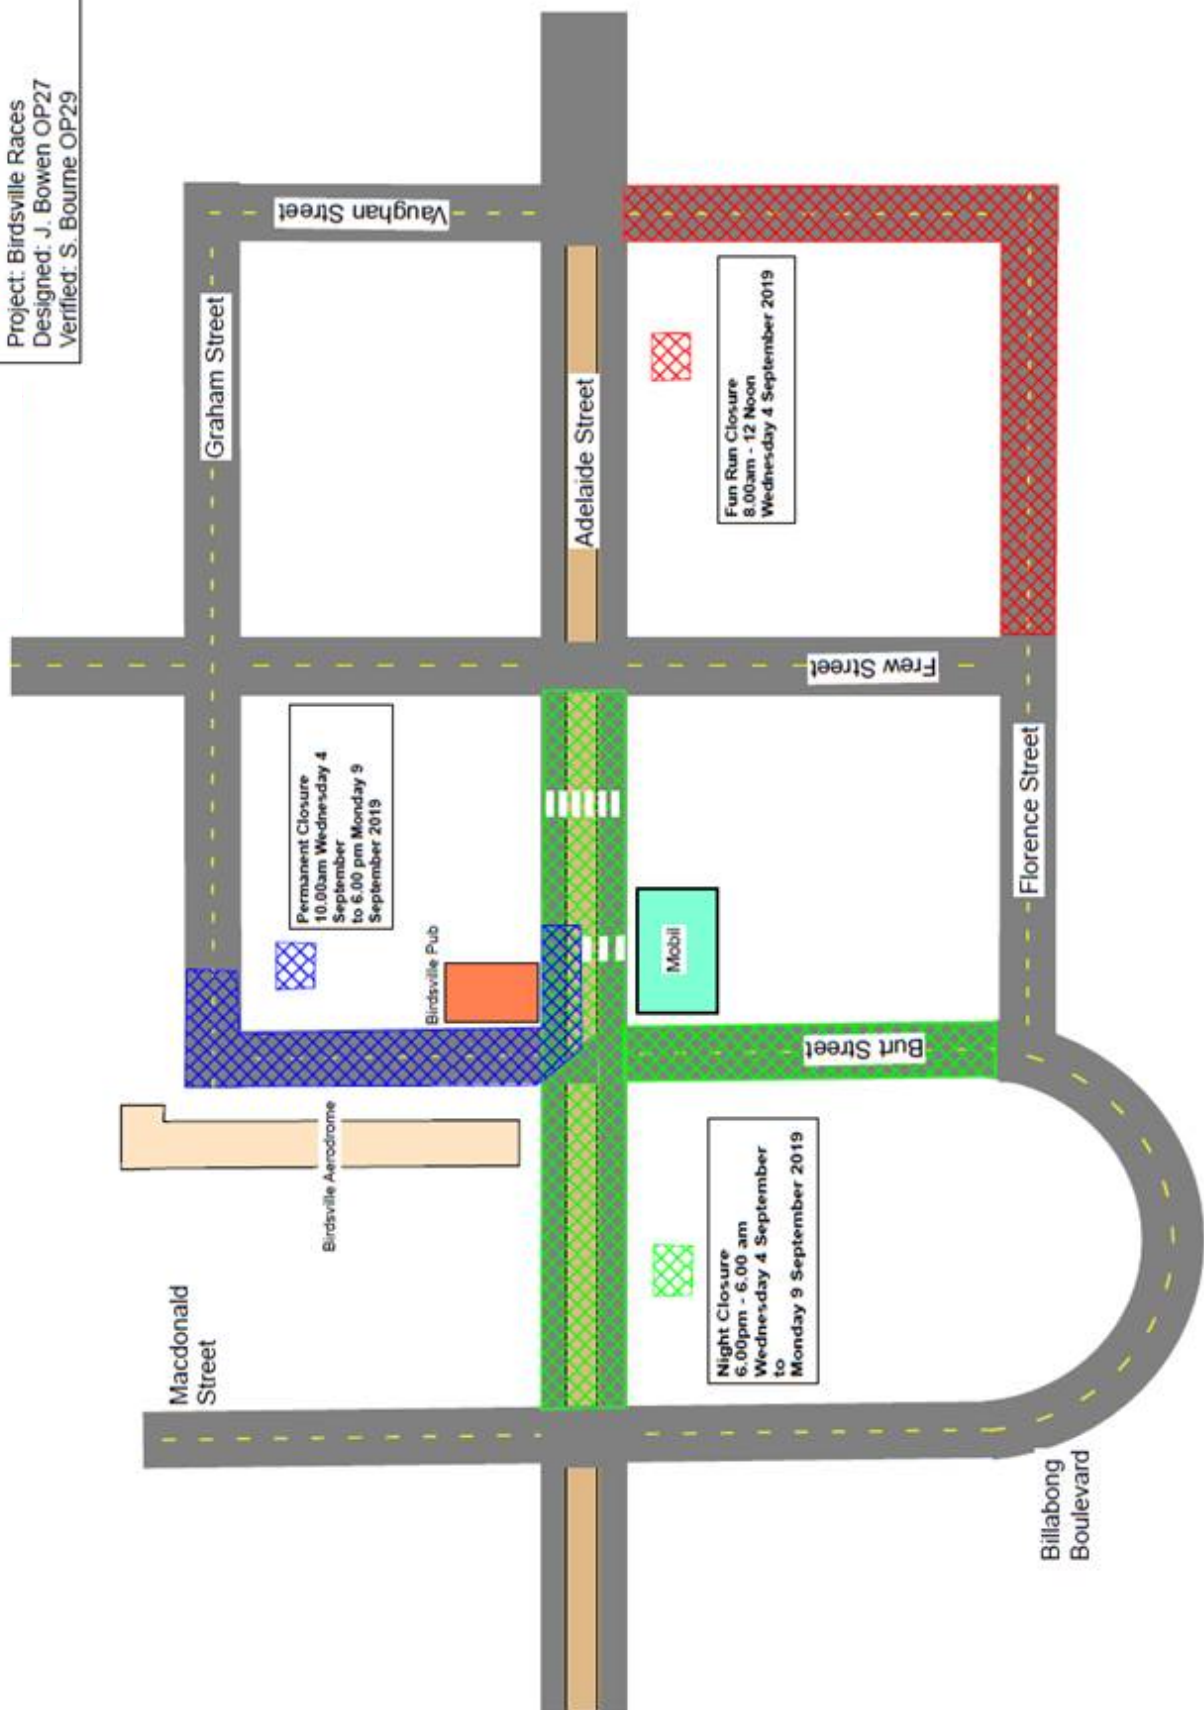 Project: Birdsville Races
Designed: J. Bowen OP27
Verified: S. Bourne OP29
Macdonald
Street
Graham Street
Vaughan Street
Birdsville Aerodrome
Permanent Closure
10.00am Wednesday 4
September
to 6.00 pm Monday 9
September 2019
Birdsville Pub
Adelaide Street
Mobil
Night Closure
6.00pm - 6.00 am
Wednesday 4 September
to
Monday 9 September 2019
Fun Run Closure
8.00am - 12 Noon
Wednesday 4 September 2019
Burt Street
Frew Street
Florence Street
Billabong
Boulevard